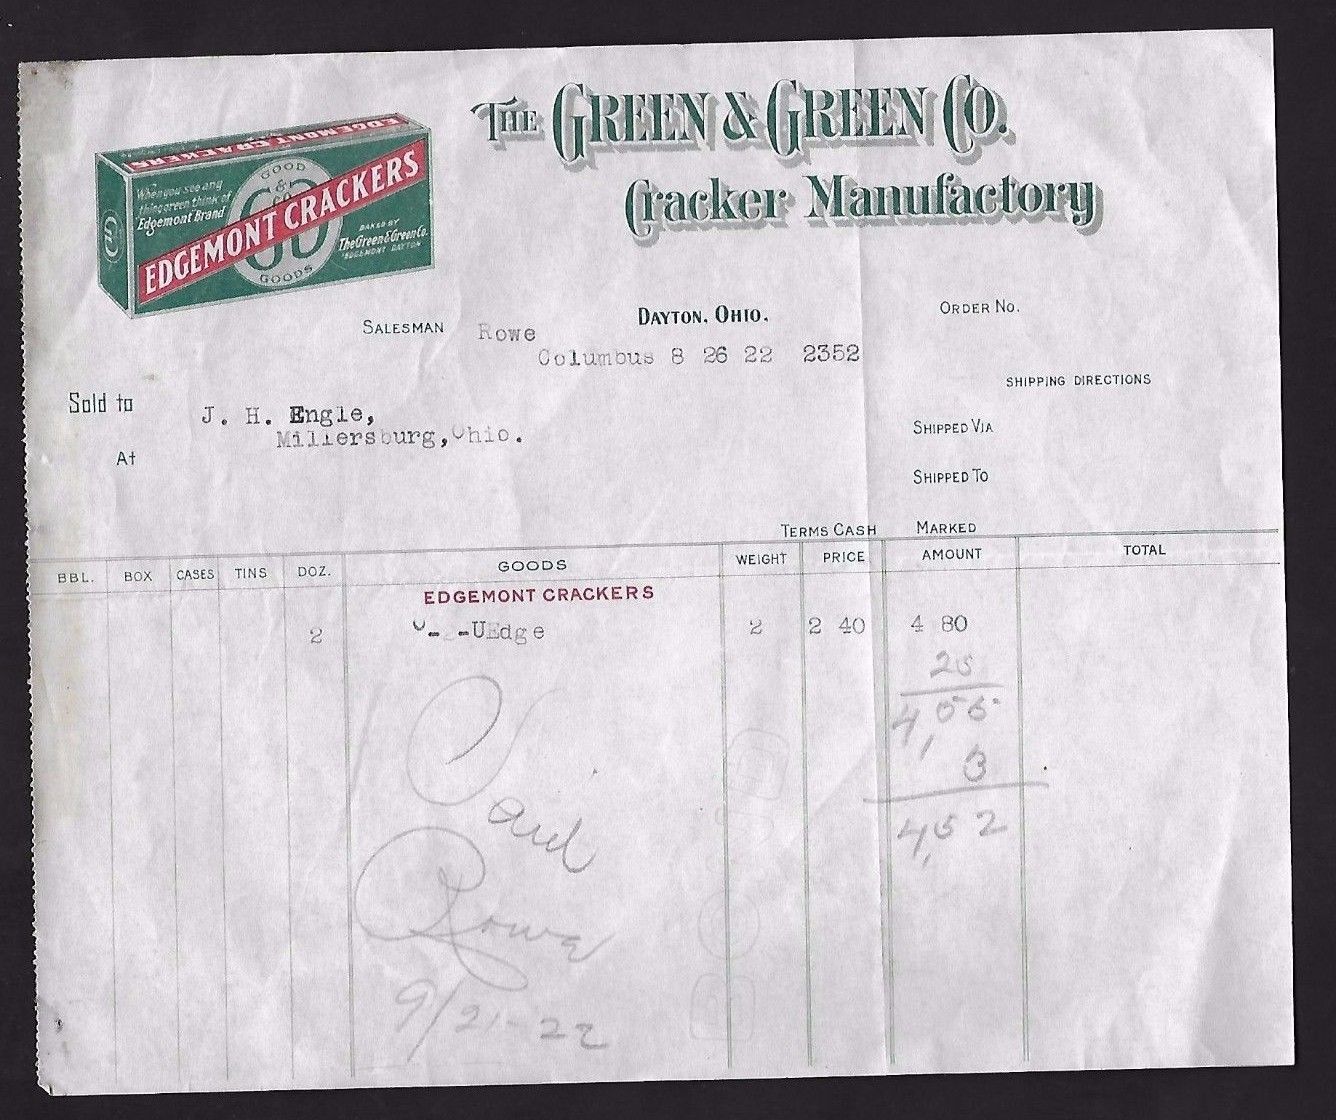 The Green & Green Co.
Cracker Manufactory
EDGEMONT CRACKERS
When you see any
thing green think of
"Edgemont Brand"
GOOD
&
GOODS
EDGEMONT CRACKERS
BAKED BY
The Green & Green Co.
"EDGEMONT" DAYTON
DAYTON, OHIO.
ORDER NO.
SALESMAN Rowe
Columbus 8 26 22 2352
SHIPPING DIRECTIONS
Sold to J. H. Engle,
Millersburg, Ohio.
At
SHIPPED VIA
SHIPPED TO
TERMS CASH MARKED
BBL. BOX CASES TINS DOZ. GOODS WEIGHT PRICE AMOUNT TOTAL
EDGEMONT CRACKERS
2 UEdge 2 2 40 4 80
25
4,55
3
4,52
Paid
Rowe
9/21-22